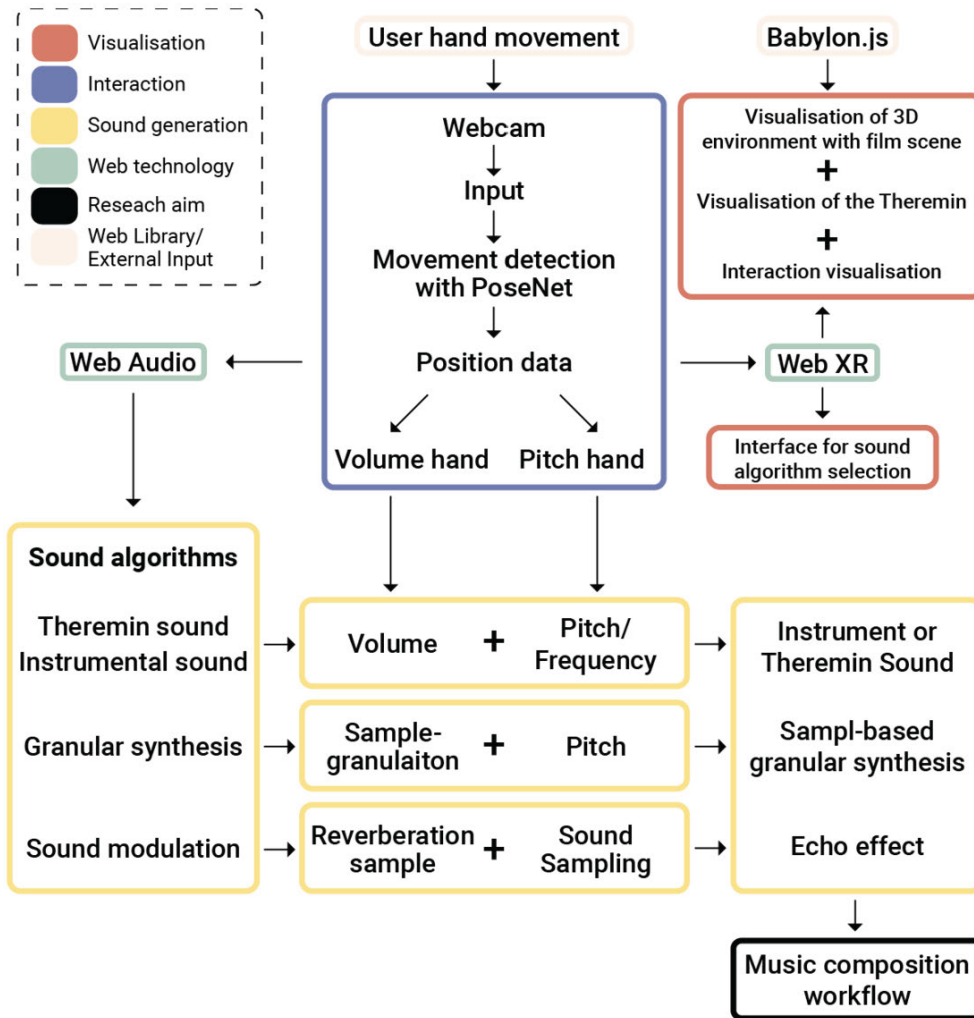 Visualisation
Interaction
Sound generation
Web technology
Reseach aim
Web Library/
External Input
User hand movement
Webcam
Input
Movement detection
with PoseNet
Position data
Volume hand
Pitch hand
Babylon.js
Visualisation of 3D
environment with film scene
+
Visualisation of the Theremin
+
Interaction visualisation
Web Audio
Web XR
Interface for sound
algorithm selection
Sound algorithms
Theremin sound
Instrumental sound
Granular synthesis
Sound modulation
Volume
+
Pitch/
Frequency
Sample-
granulaiton
+
Pitch
Reverberation
sample
+
Sound
Sampling
Instrument or
Theremin Sound
Sampl-based
granular synthesis
Echo effect
Music composition
workflow